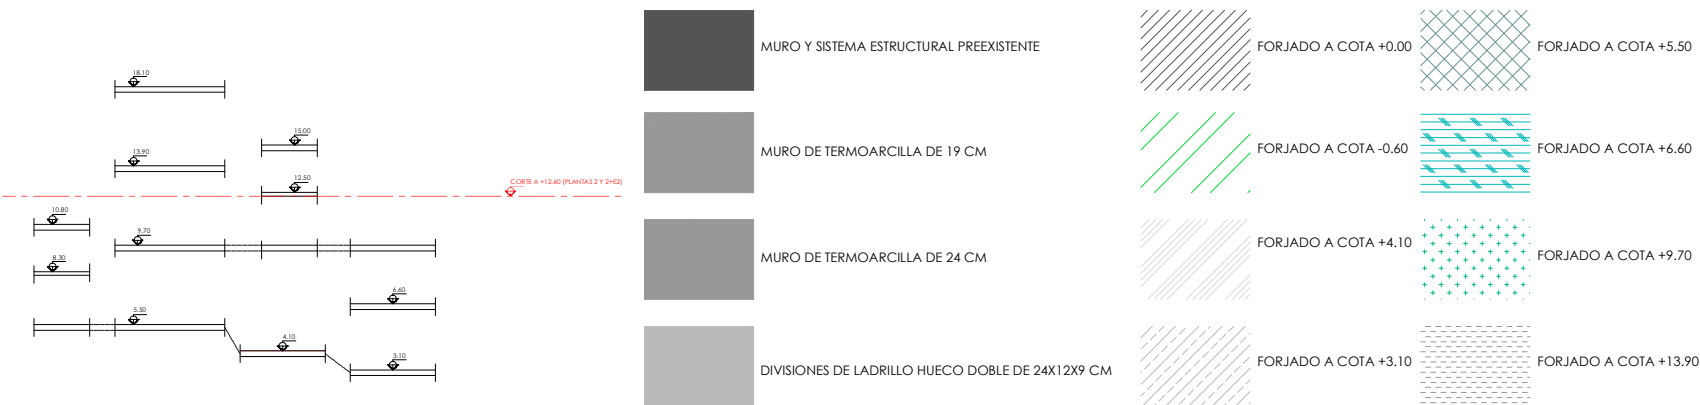 18.10
15.00
13.90
12.50
CORTE A +12.60 (PLANTAS 2 Y 2+E2)
10.80
9.70
8.30
6.60
5.50
4.10
3.10
MURO Y SISTEMA ESTRUCTURAL PREEXISTENTE
MURO DE TERMOARCILLA DE 19 CM
MURO DE TERMOARCILLA DE 24 CM
DIVISIONES DE LADRILLO HUECO DOBLE DE 24X12X9 CM
FORJADO A COTA +0.00
FORJADO A COTA -0.60
FORJADO A COTA +4.10
FORJADO A COTA +3.10
FORJADO A COTA +5.50
FORJADO A COTA +6.60
FORJADO A COTA +9.70
FORJADO A COTA +13.90